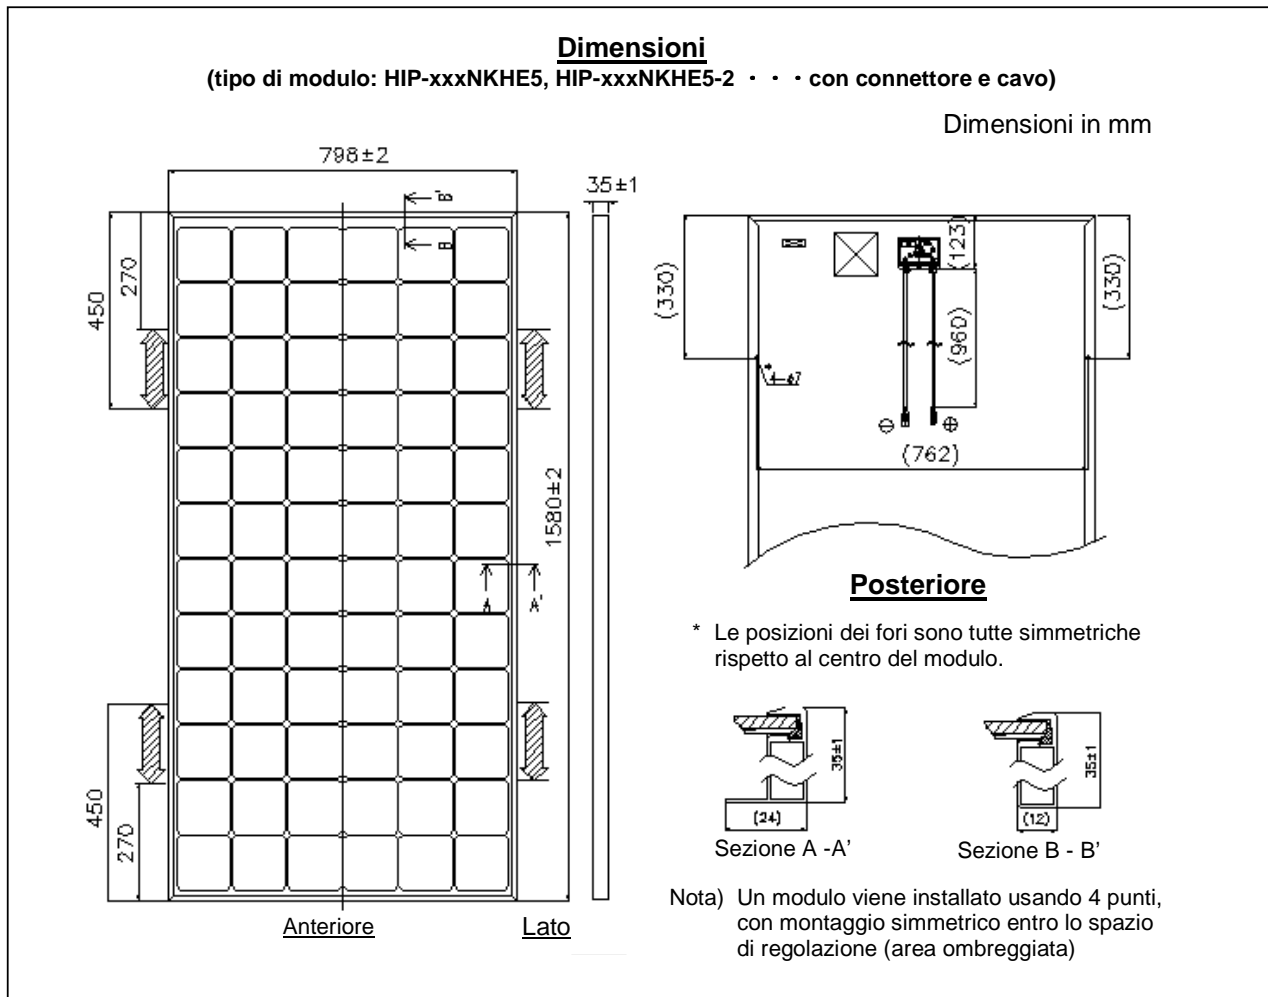 Dimensioni
(tipo di modulo: HIP-xxxNKHE5, HIP-xxxNKHE5-2 ・・・ con connettore e cavo)
Dimensioni in mm
798±2
35±1
B'
B
270
450
1580±2
A
A'
450
270
Anteriore
Lato
(330)
(123)
(960)
(330)
* 4-φ7
⊖ ⊕
(762)
Posteriore
* Le posizioni dei fori sono tutte simmetriche
rispetto al centro del modulo.
35±1
(24)
Sezione A -A’
35±1
(12)
Sezione B - B’
Nota) Un modulo viene installato usando 4 punti,
con montaggio simmetrico entro lo spazio
di regolazione (area ombreggiata)